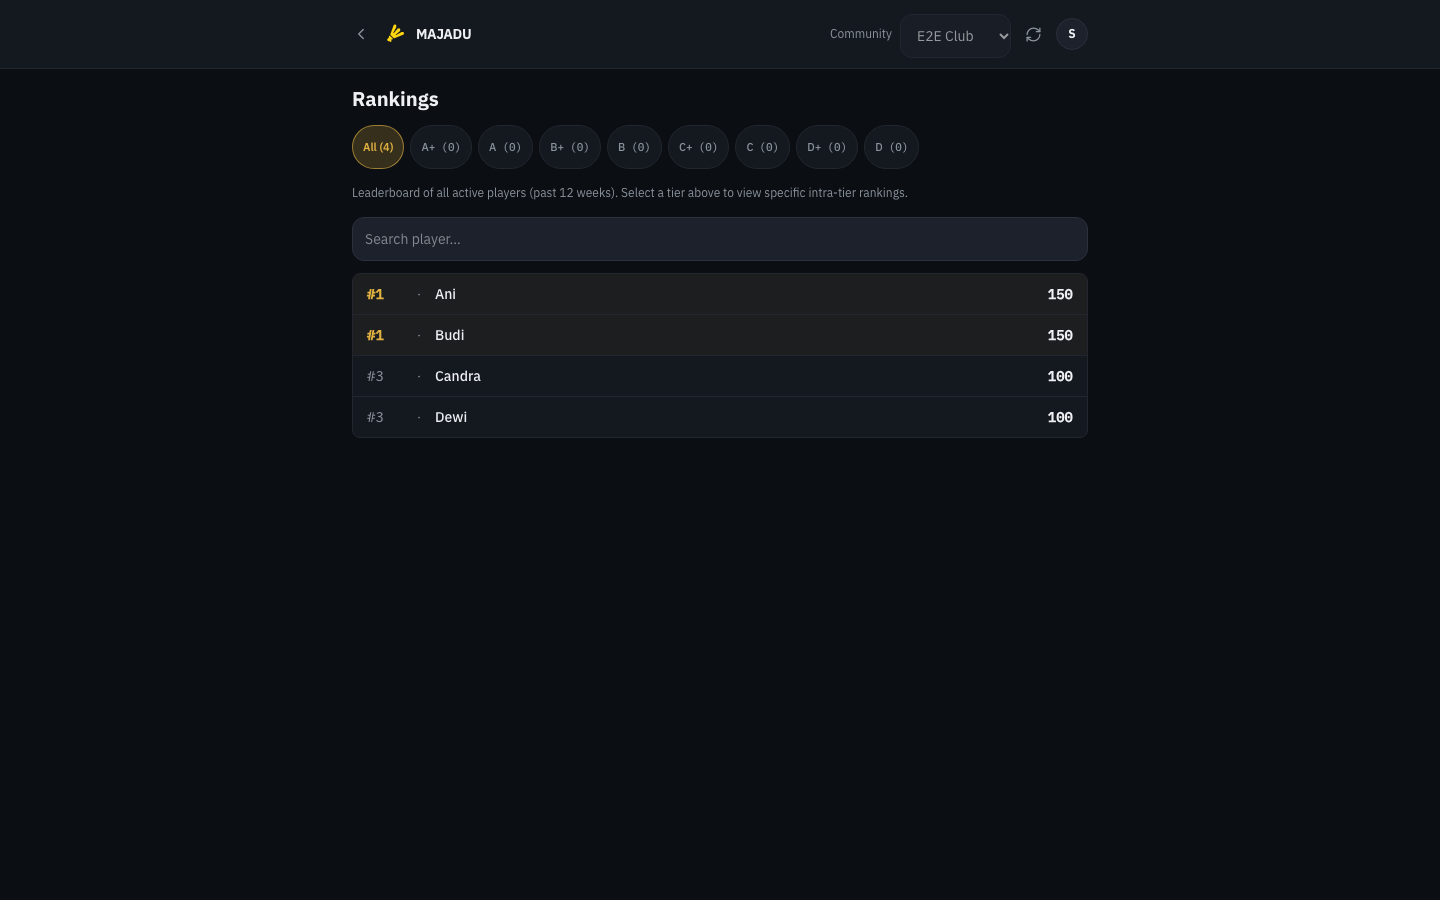 MAJADU
Community E2E Club S
Rankings
All (4) A+ (0) A (0) B+ (0) B (0) C+ (0) C (0) D+ (0) D (0)
Leaderboard of all active players (past 12 weeks). Select a tier above to view specific intra-tier rankings.
Search player...
#1 · Ani 150
#1 · Budi 150
#3 · Candra 100
#3 · Dewi 100